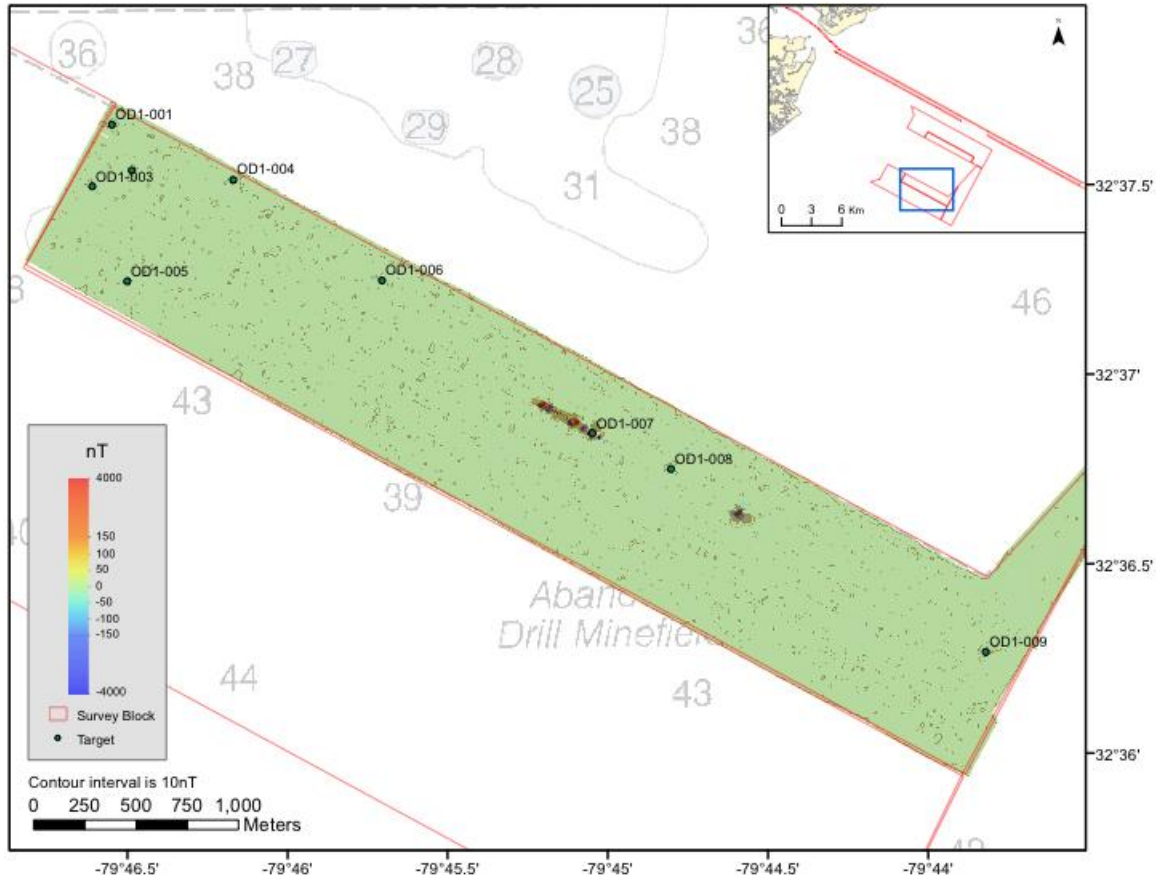 36
27
38
28
25
29
38
31
46
43
39
44
43
36
N
0 3 6 Km
OD1-001
OD1-003
OD1-004
OD1-005
OD1-006
OD1-007
OD1-008
OD1-009
Drill Minefiel
nT
4000
150
100
50
0
-50
-100
-150
-4000
Survey Block
Target
Contour interval is 10nT
0 250 500 750 1,000
Meters
32°37.5'
32°37'
32°36.5'
32°36'
-79°46.5' -79°46' -79°45.5' -79°45' -79°44.5' -79°44'